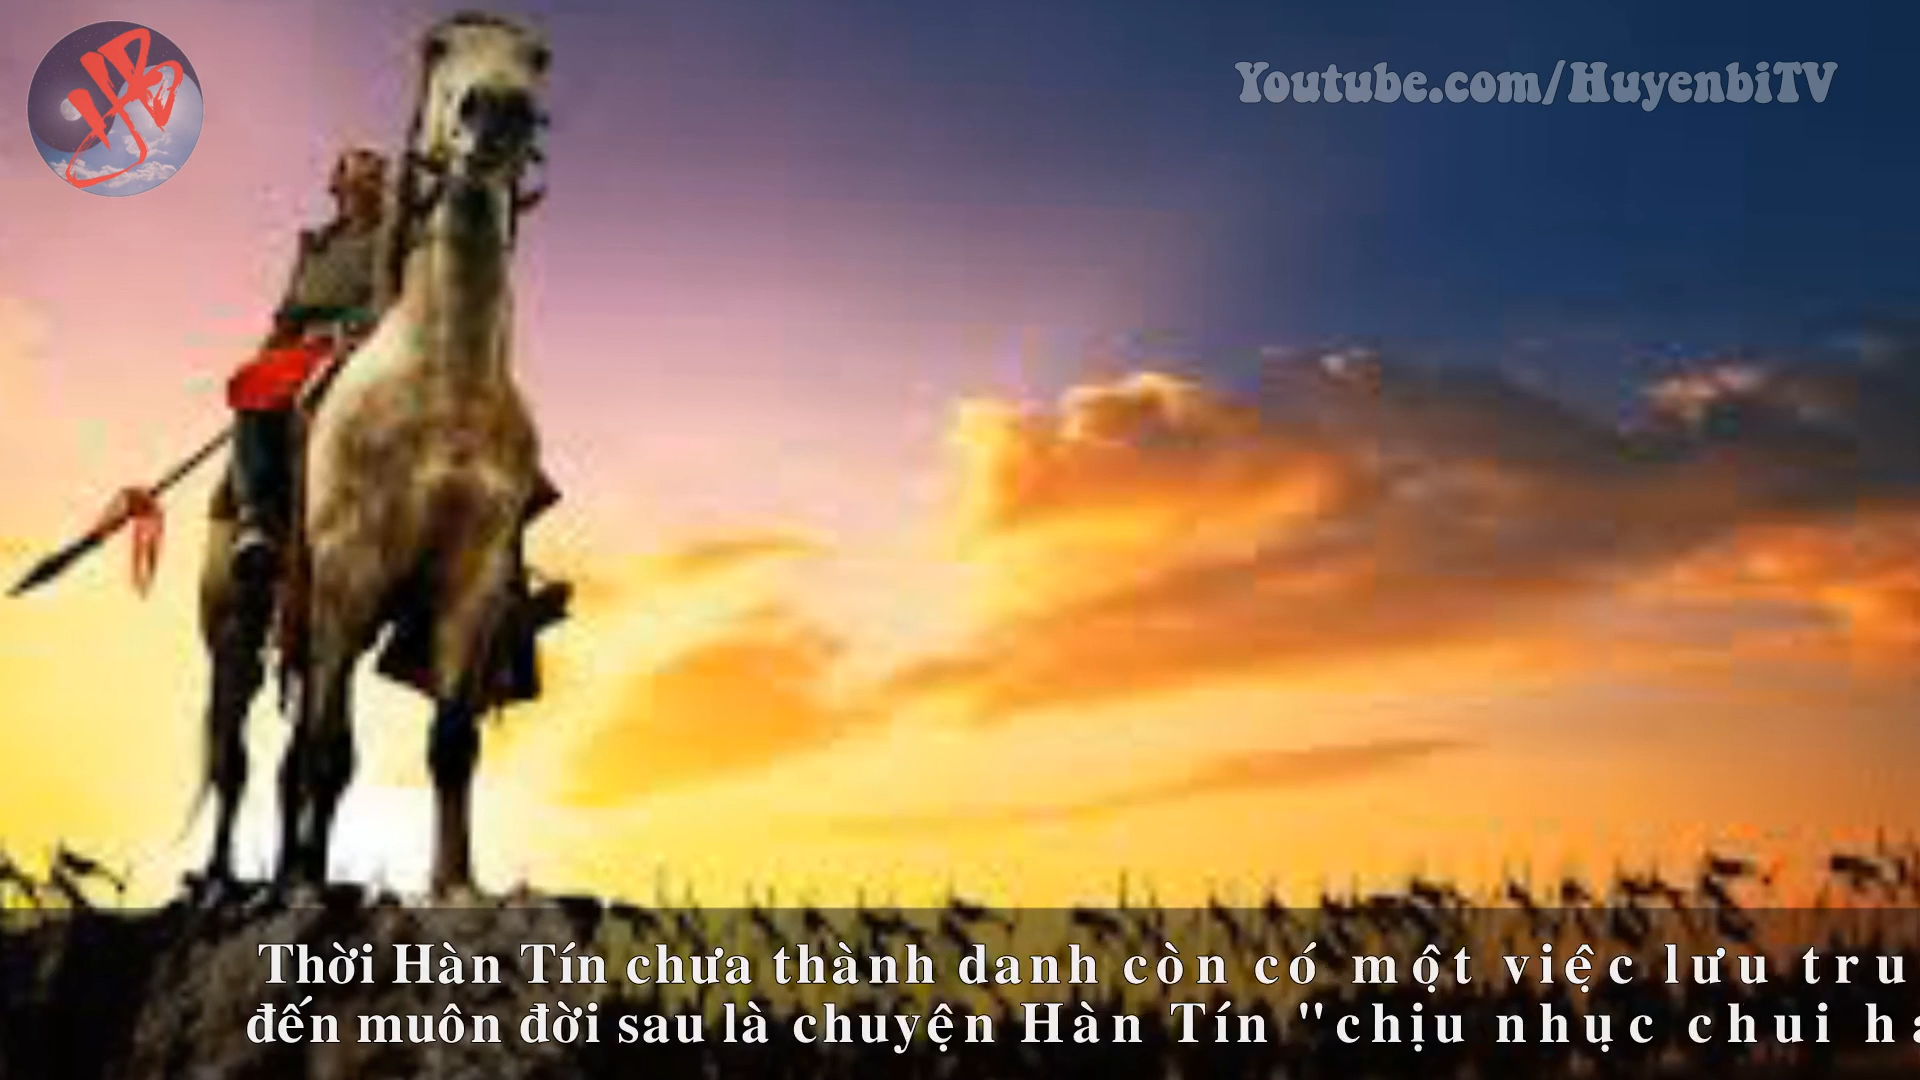 Youtube.com/HuyenbiTV
Thời Hàn Tín chưa thành danh còn có một việc lưu tru
đến muôn đời sau là chuyện Hàn Tín "chịu nhục chui ha